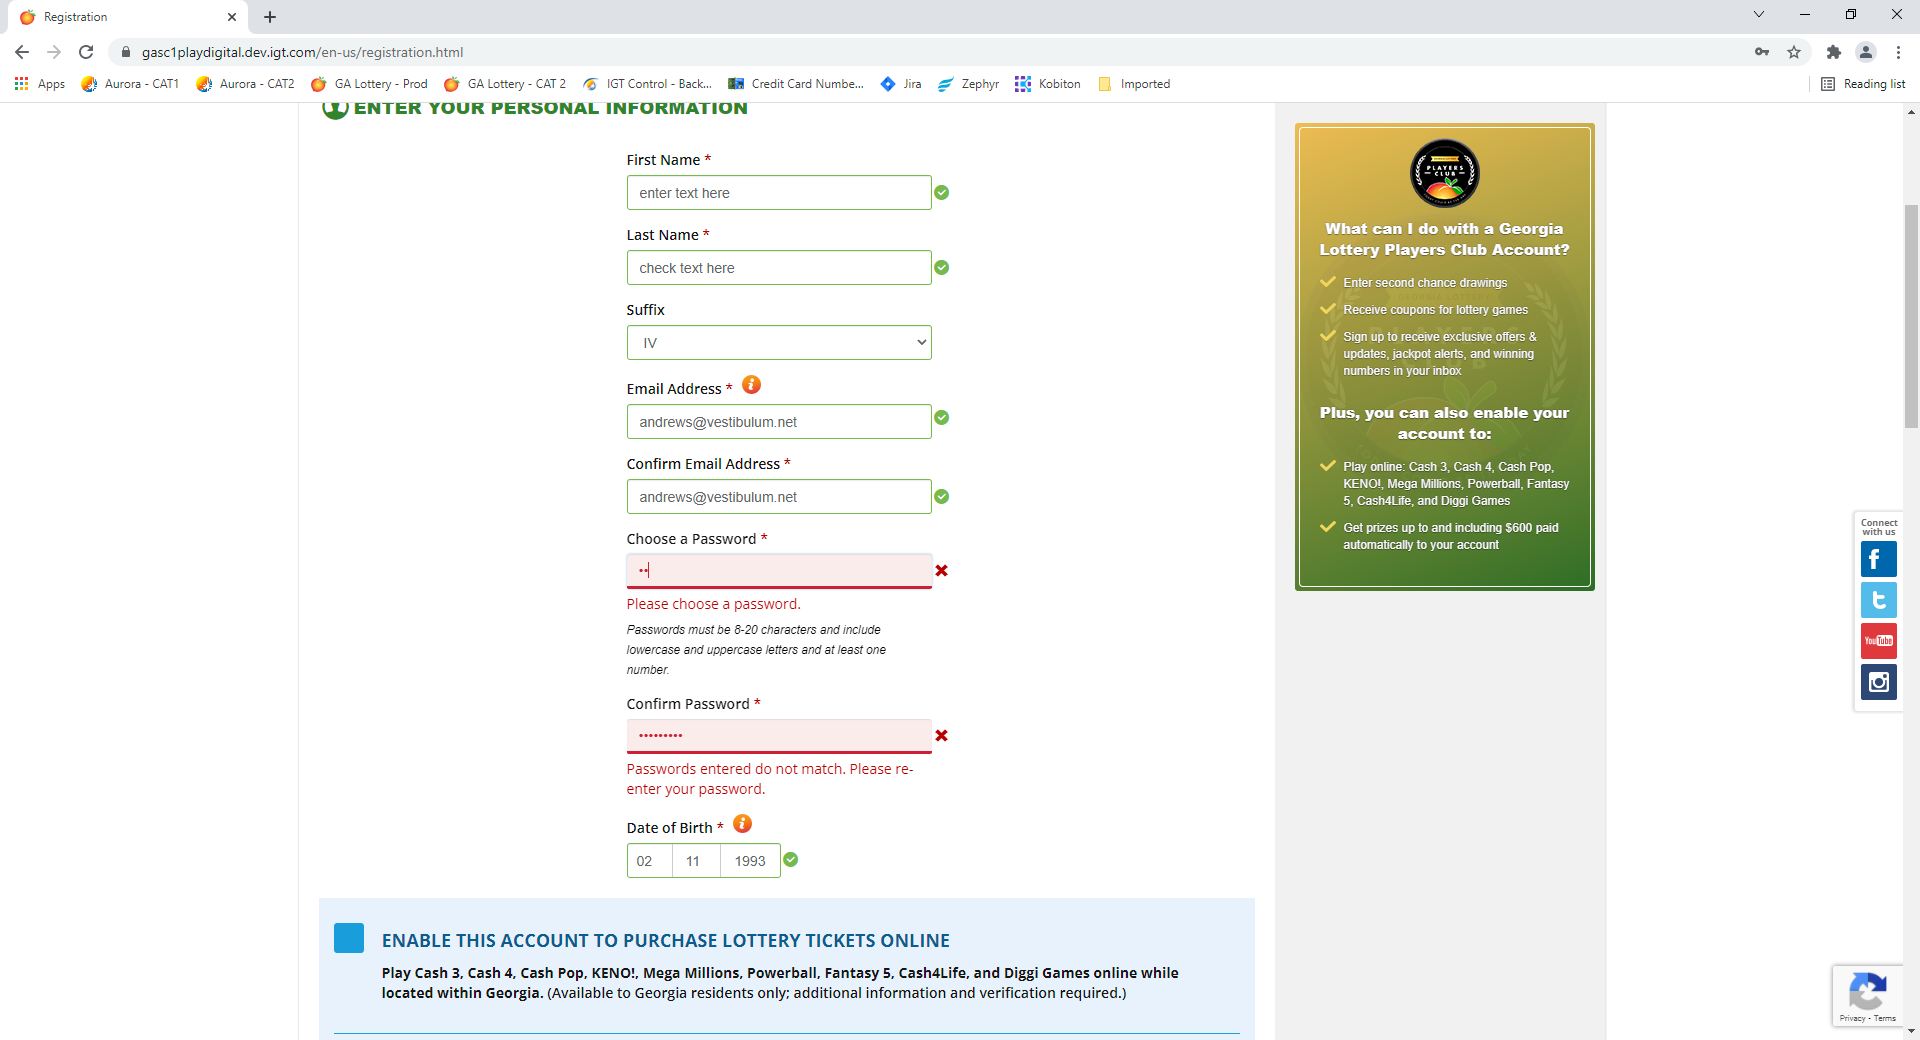 Registration
gasc1playdigital.dev.igt.com/en-us/registration.html
Apps
Aurora - CAT1
Aurora - CAT2
GA Lottery - Prod
GA Lottery - CAT 2
IGT Control - Back...
Credit Card Numbe...
Jira
Zephyr
Kobiton
Imported
Reading list
ENTER YOUR PERSONAL INFORMATION
First Name *
enter text here
Last Name *
check text here
Suffix
IV
Email Address *
andrews@vestibulum.net
Confirm Email Address *
andrews@vestibulum.net
Choose a Password *
••
Please choose a password.
Passwords must be 8-20 characters and include
lowercase and uppercase letters and at least one
number.
Confirm Password *
•••••••••
Passwords entered do not match. Please re-
enter your password.
Date of Birth *
02 11 1993
ENABLE THIS ACCOUNT TO PURCHASE LOTTERY TICKETS ONLINE
Play Cash 3, Cash 4, Cash Pop, KENO!, Mega Millions, Powerball, Fantasy 5, Cash4Life, and Diggi Games online while
located within Georgia. (Available to Georgia residents only; additional information and verification required.)
PLAYERS
CLUB
What can I do with a Georgia
Lottery Players Club Account?
Enter second chance drawings
Receive coupons for lottery games
Sign up to receive exclusive offers &
updates, jackpot alerts, and winning
numbers in your inbox
Plus, you can also enable your
account to:
Play online: Cash 3, Cash 4, Cash Pop,
KENO!, Mega Millions, Powerball, Fantasy
5, Cash4Life, and Diggi Games
Get prizes up to and including $600 paid
automatically to your account
Connect
with us
YouTube
Privacy - Terms